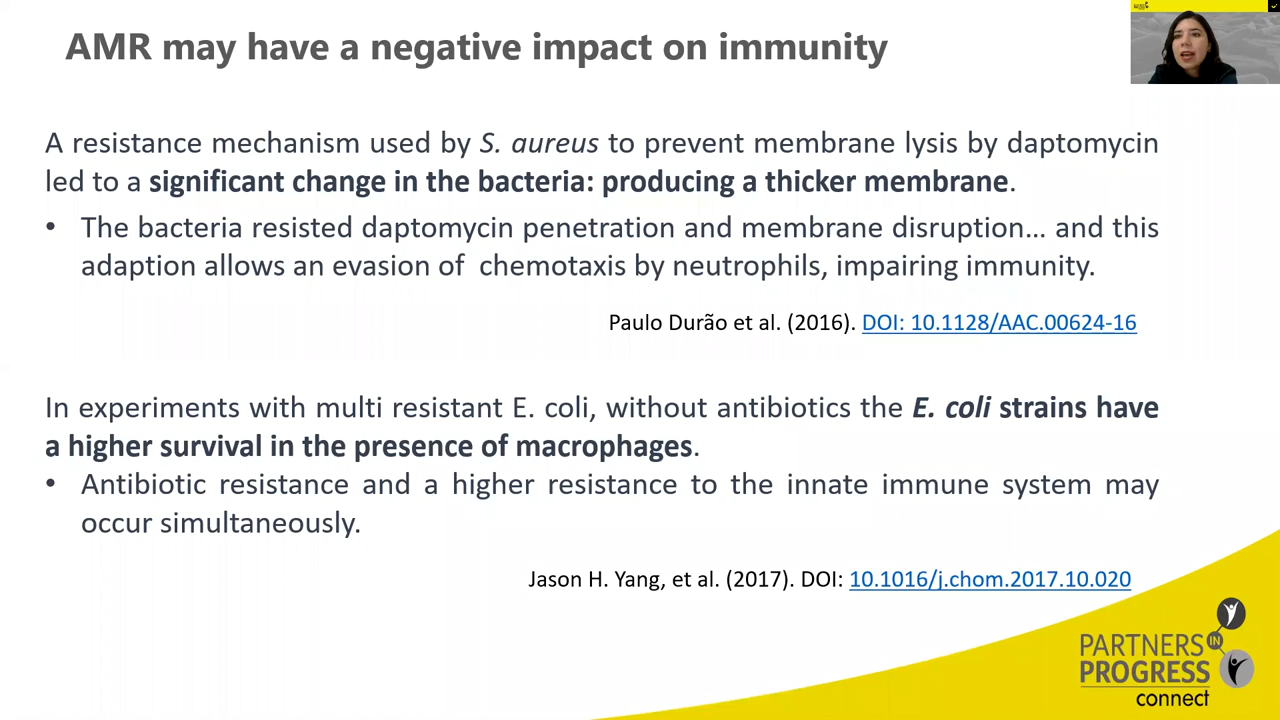 AMR may have a negative impact on immunity
A resistance mechanism used by S. aureus to prevent membrane lysis by daptomycin
led to a significant change in the bacteria: producing a thicker membrane.
• The bacteria resisted daptomycin penetration and membrane disruption… and this
adaption allows an evasion of chemotaxis by neutrophils, impairing immunity.
Paulo Durão et al. (2016). DOI: 10.1128/AAC.00624-16
In experiments with multi resistant E. coli, without antibiotics the E. coli strains have
a higher survival in the presence of macrophages.
• Antibiotic resistance and a higher resistance to the innate immune system may
occur simultaneously.
Jason H. Yang, et al. (2017). DOI: 10.1016/j.chom.2017.10.020
PARTNERS IN
PROGRESS
connect